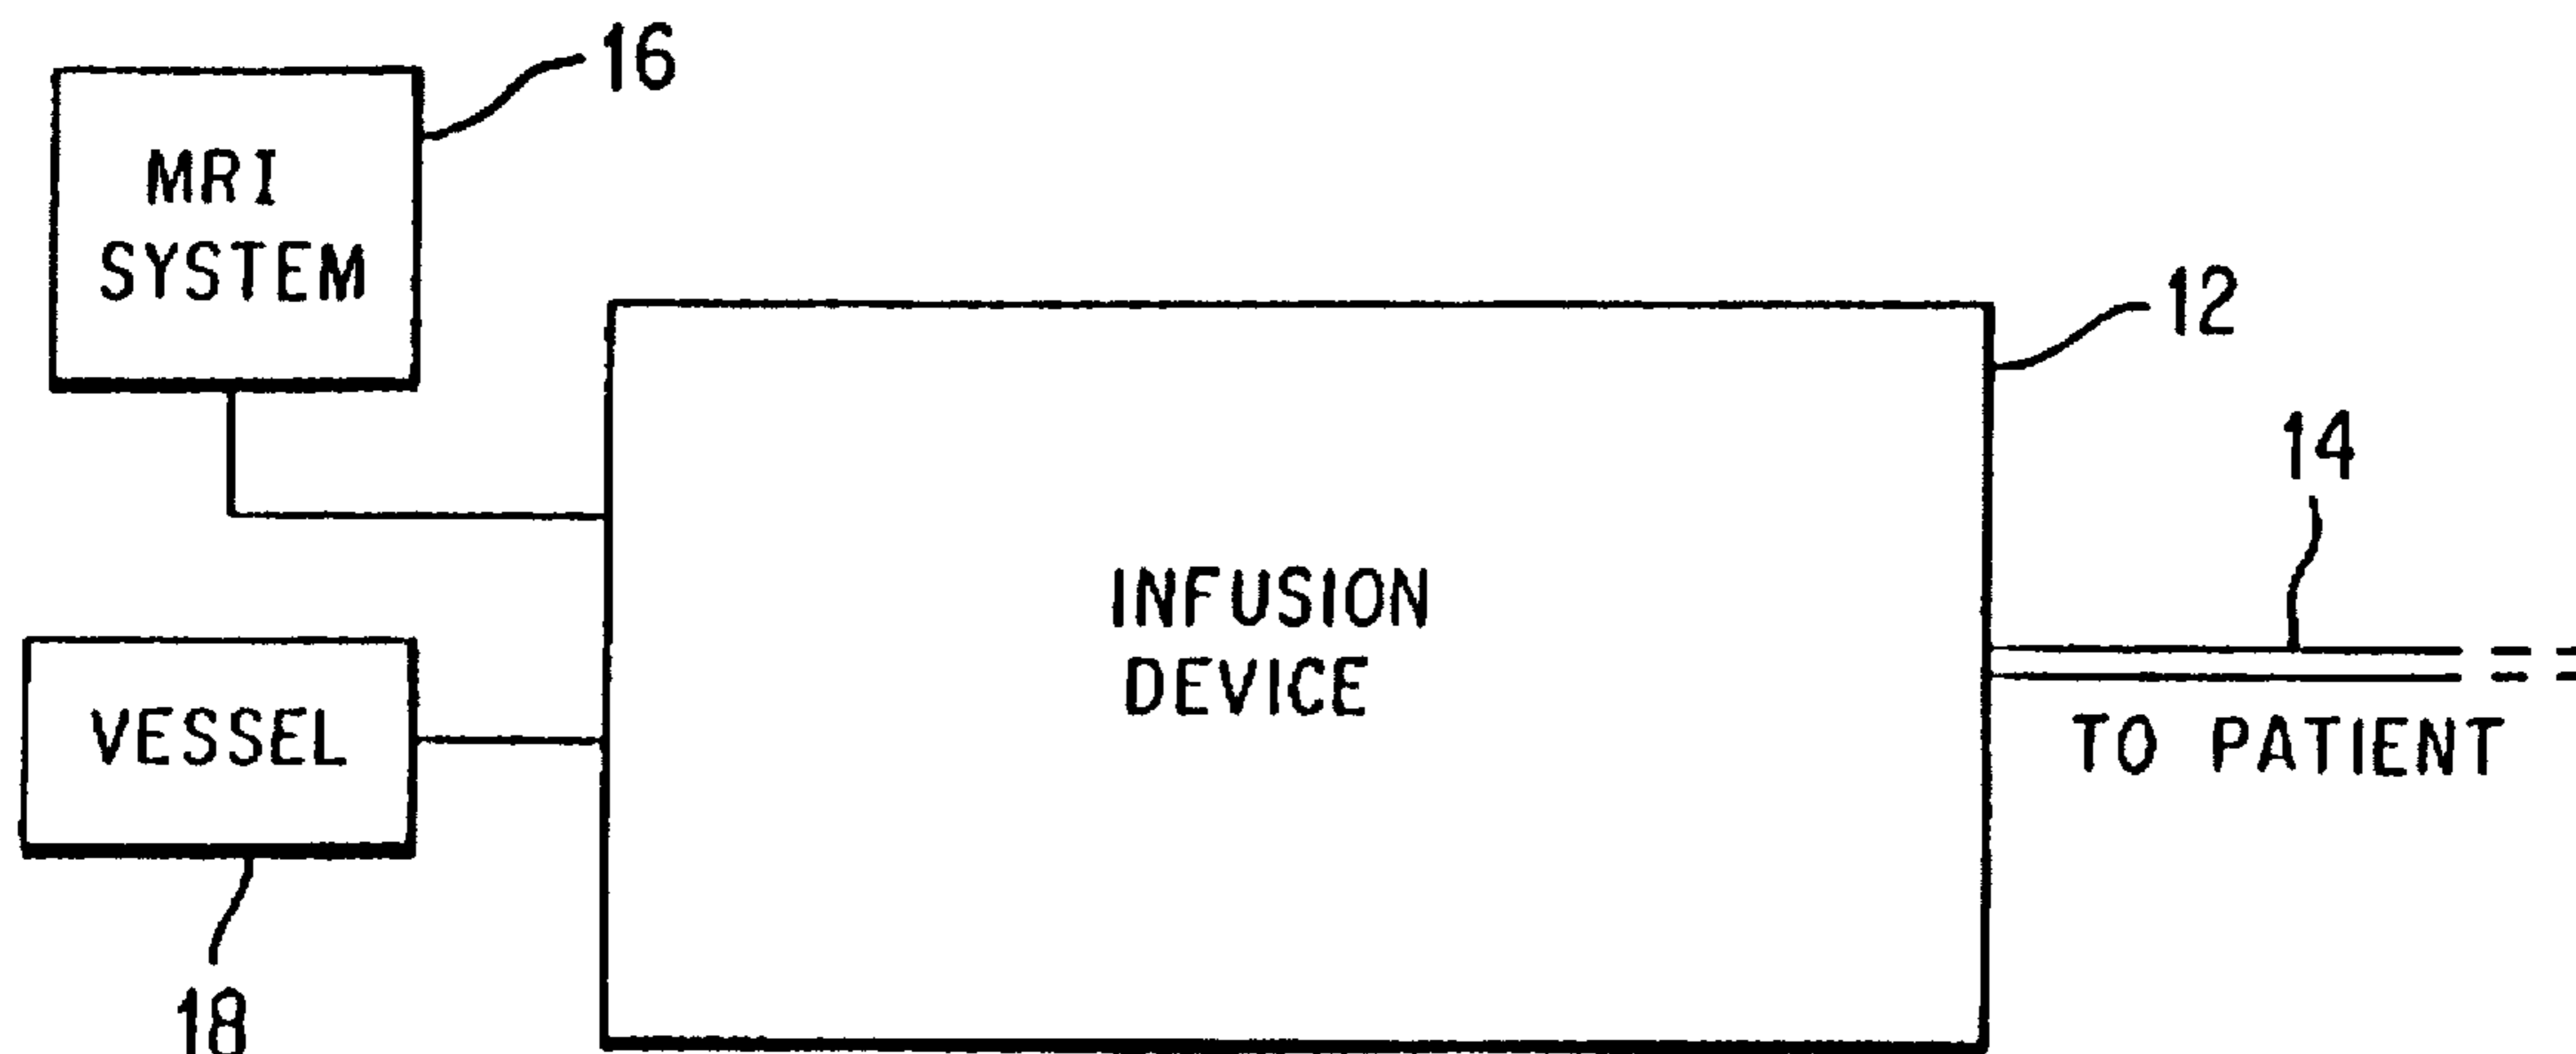 16
MRI
SYSTEM
12
14
INFUSION
DEVICE
VESSEL
TO PATIENT
18